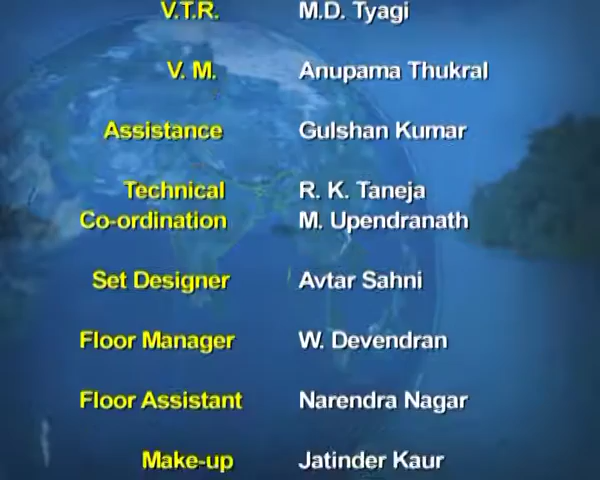 V.T.R. M.D. Tyagi
V. M. Anupama Thukral
Assistance Gulshan Kumar
Technical R. K. Taneja
Co-ordination M. Upendranath
Set Designer Avtar Sahni
Floor Manager W. Devendran
Floor Assistant Narendra Nagar
Make-up Jatinder Kaur